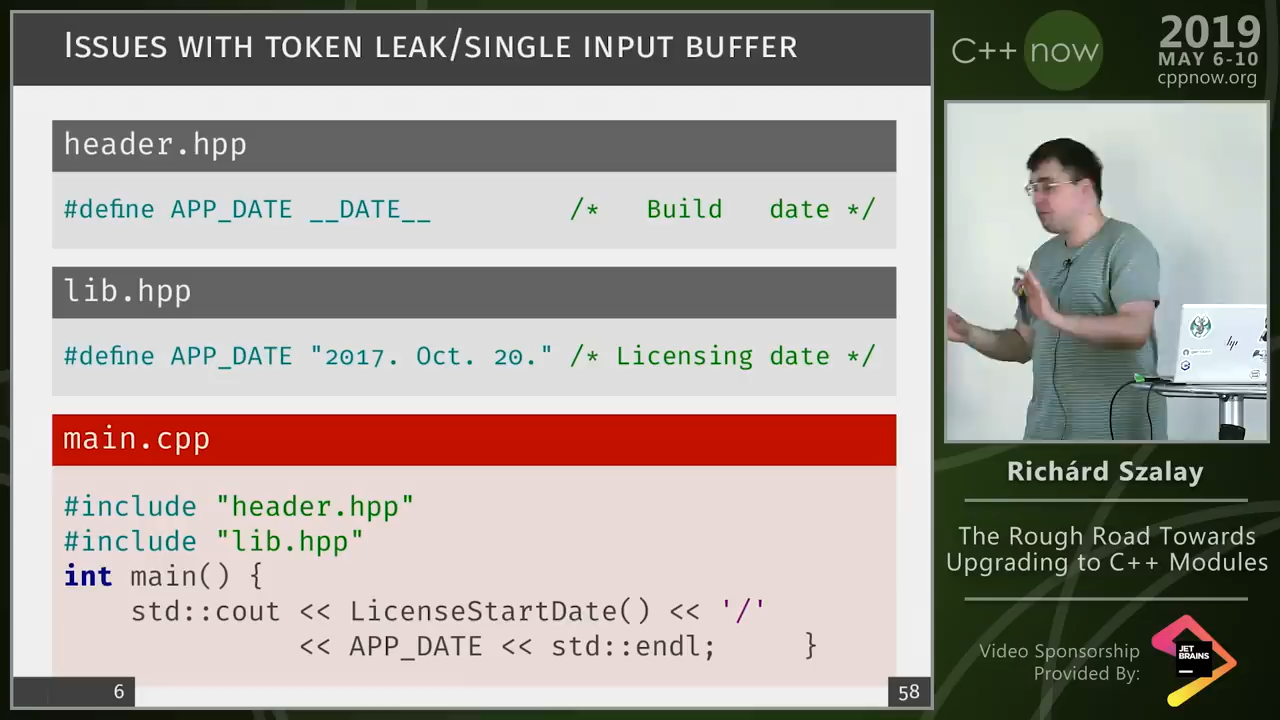 ISSUES WITH TOKEN LEAK/SINGLE INPUT BUFFER
header.hpp
#define APP_DATE __DATE__ /* Build date */
lib.hpp
#define APP_DATE "2017. Oct. 20." /* Licensing date */
main.cpp
#include "header.hpp"
#include "lib.hpp"
int main() {
std::cout << LicenseStartDate() << '/'
<< APP_DATE << std::endl; }
6
58
C++ now
2019
MAY 6-10
cppnow.org
hp
Richárd Szalay
The Rough Road Towards
Upgrading to C++ Modules
Video Sponsorship
Provided By:
JET
BRAINS